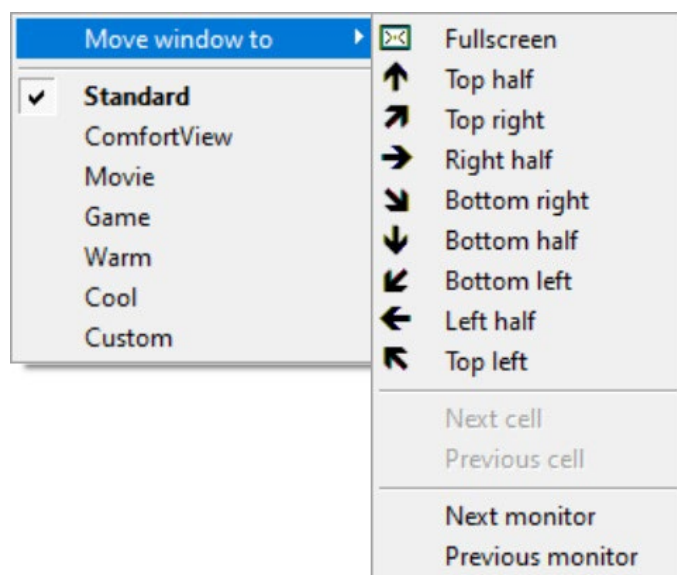 Move window to
Standard
ComfortView
Movie
Game
Warm
Cool
Custom
Fullscreen
Top half
Top right
Right half
Bottom right
Bottom half
Bottom left
Left half
Top left
Next cell
Previous cell
Next monitor
Previous monitor